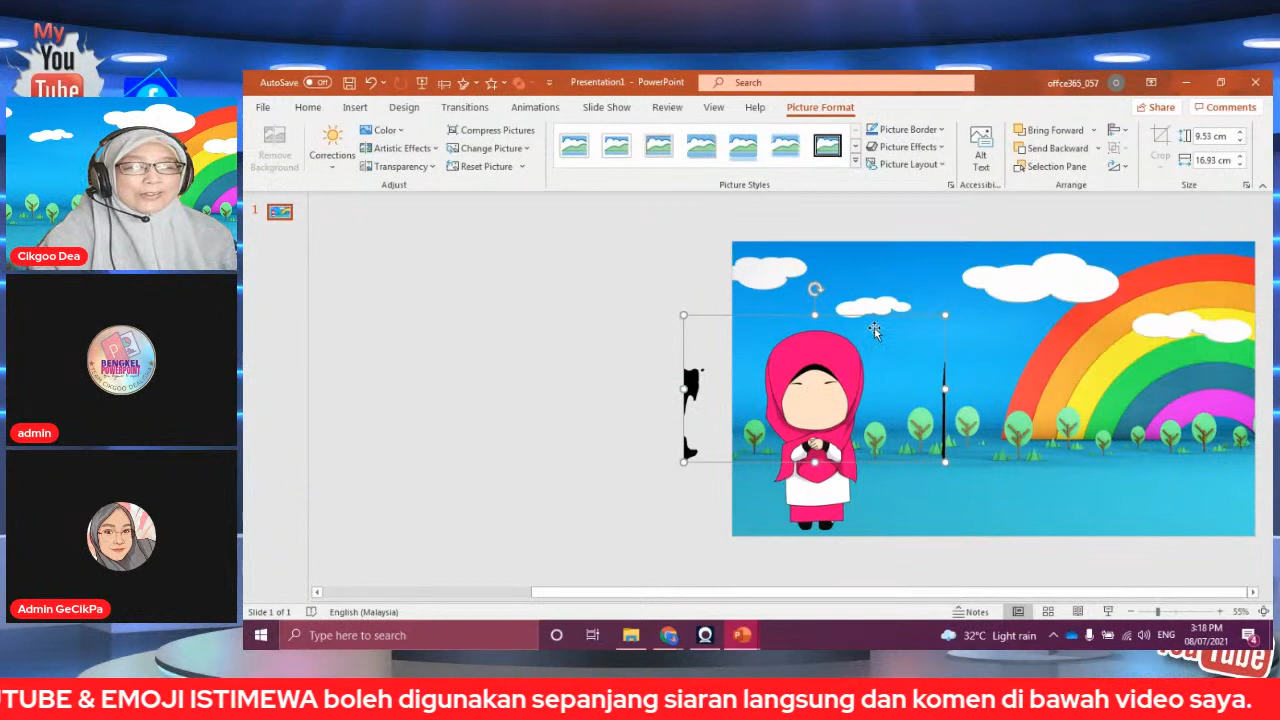 My
You
Tube
Cikgoo Dea
BENGKEL
POWERPOINT
admin
Admin GeCikPa
AutoSave Off
Presentation1 - PowerPoint
Search
offce365_057
O
File Home Insert Design Transitions Animations Slide Show Review View Help Picture Format
Share Comments
Remove
Background
Corrections
Color
Artistic Effects
Transparency
Compress Pictures
Change Picture
Reset Picture
Adjust
Picture Styles
Picture Border
Picture Effects
Picture Layout
Alt
Text
Accessibi...
Bring Forward
Send Backward
Selection Pane
Arrange
Crop
9.53 cm
16.93 cm
Size
1
Slide 1 of 1
English (Malaysia)
Notes
55%
Type here to search
32°C Light rain
ENG
3:18 PM
08/07/2021
4
UTUBE & EMOJI ISTIMEWA boleh digunakan sepanjang siaran langsung dan komen di bawah video saya.